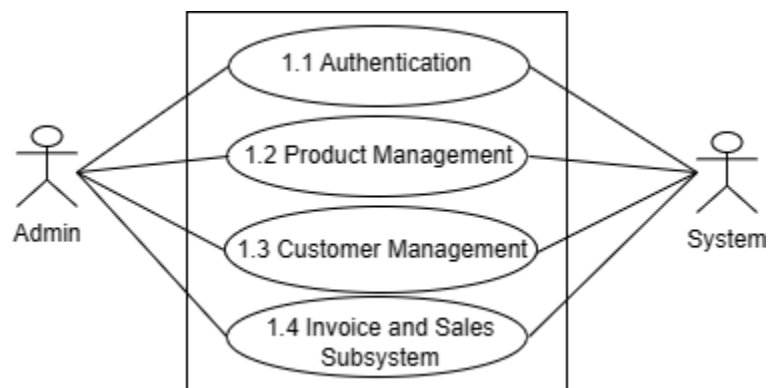 1.1 Authentication
1.2 Product Management
Admin
System
1.3 Customer Management
1.4 Invoice and Sales
Subsystem